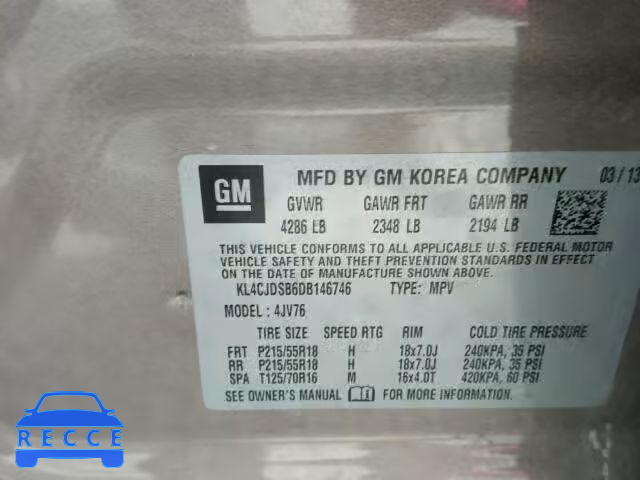 GM MFD BY GM KOREA COMPANY 03/13
GVWR GAWR FRT GAWR RR
4286 LB 2348 LB 2194 LB
THIS VEHICLE CONFORMS TO ALL APPLICABLE U.S. FEDERAL MOTOR
VEHICLE SAFETY AND THEFT PREVENTION STANDARDS IN EFFECT ON
THE DATE OF MANUFACTURE SHOWN ABOVE.
KL4CJDSB6DB146746 TYPE: MPV
MODEL: 4JV76
TIRE SIZE SPEED RTG RIM COLD TIRE PRESSURE
FRT P215/55R18 H 18x7.0J 240KPA, 35 PSI
RR P215/55R18 H 18x7.0J 240KPA, 35 PSI
SPA T125/70R16 M 16x4.0T 420KPA, 60 PSI
SEE OWNER'S MANUAL FOR MORE INFORMATION.
RECCE